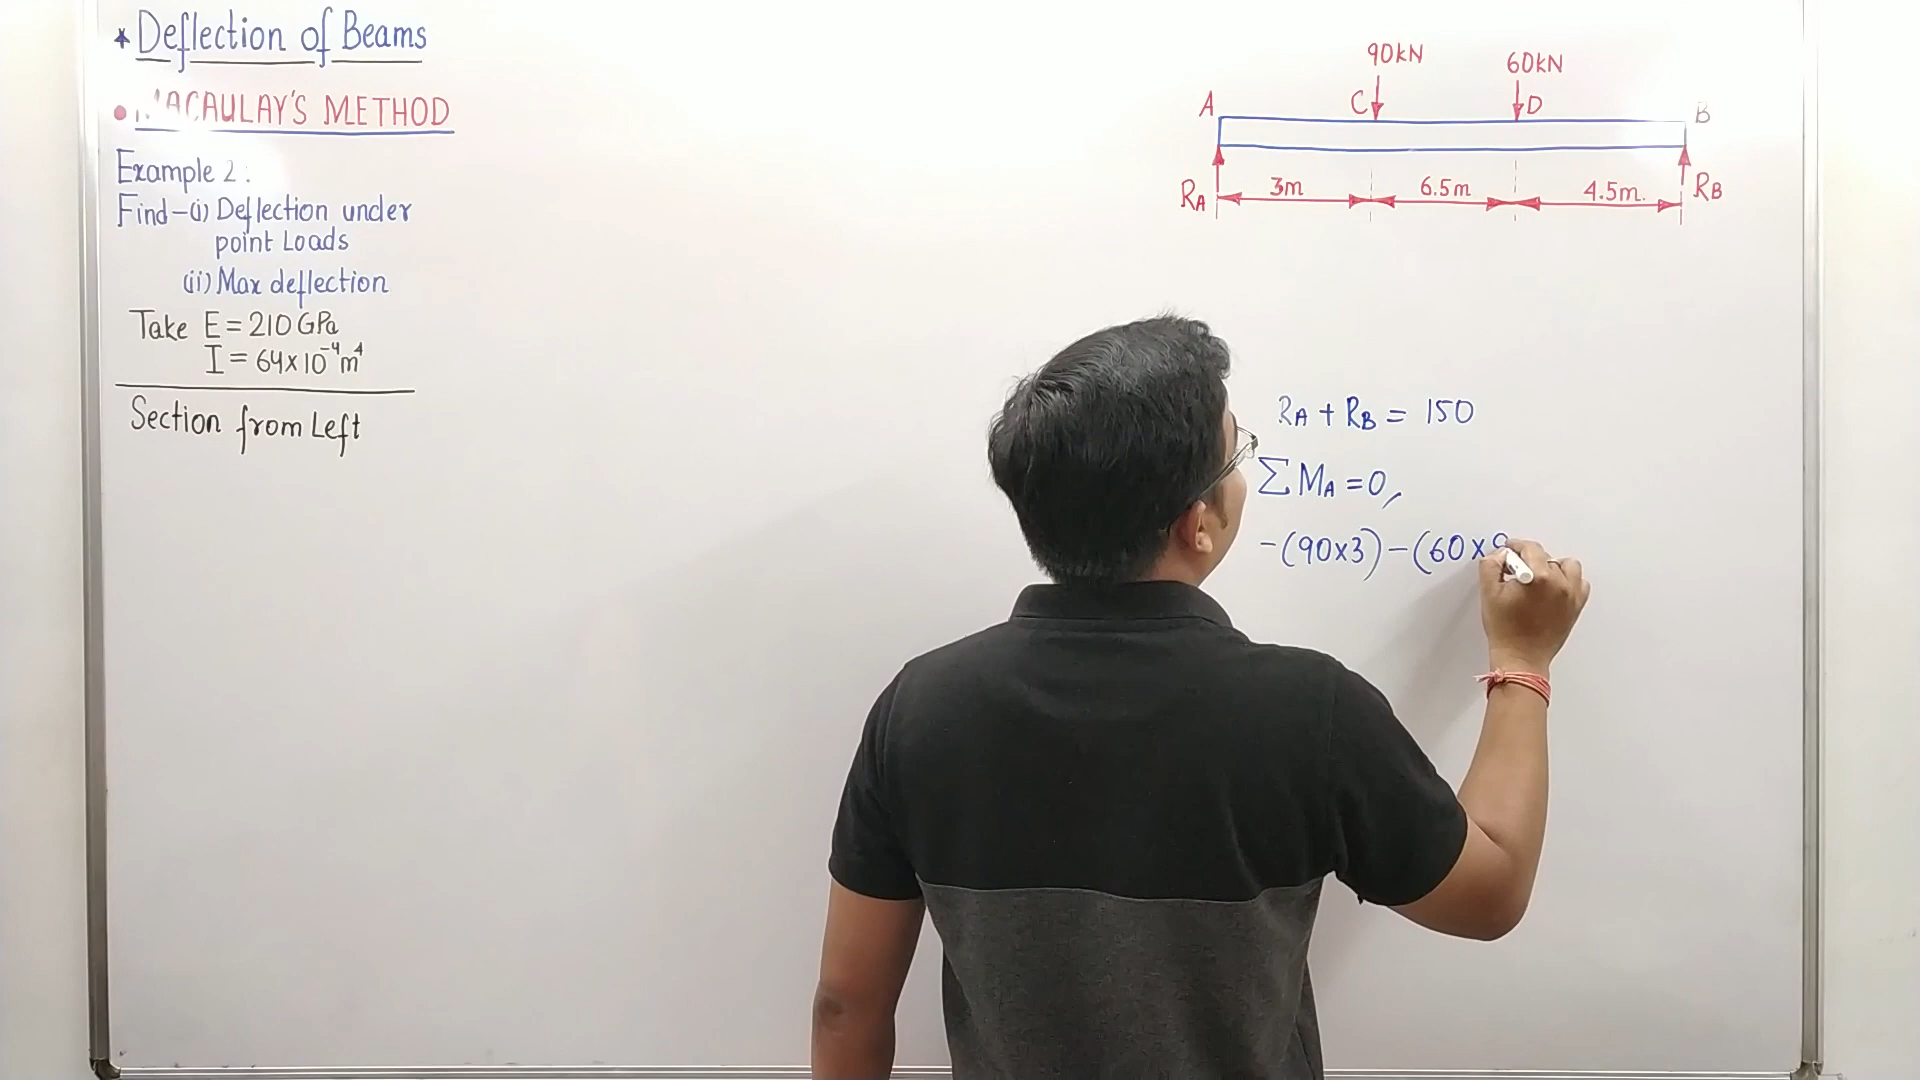 * Deflection of Beams
• MACAULAY'S METHOD
Example 2:
Find-(i) Deflection under
point Loads
(ii) Max deflection
Take E = 210 GPa
I = 64x10⁻⁴m⁴
Section from Left
90kN
60kN
A
C
D
B
RA
3m
6.5m
4.5m.
RB
RA + RB = 150
ΣMA = 0,
-(90x3)-(60x9